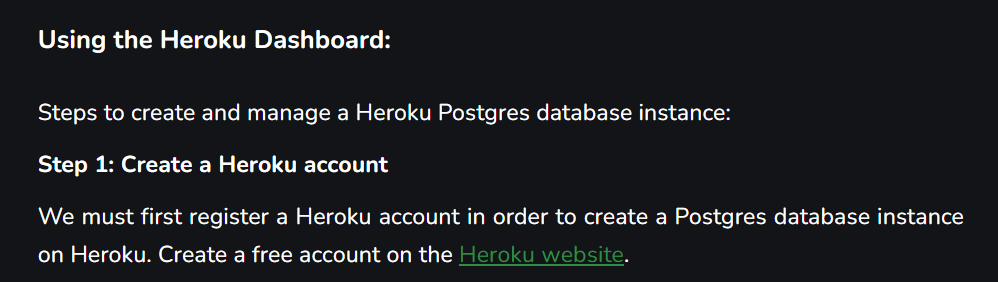 Using the Heroku Dashboard:
Steps to create and manage a Heroku Postgres database instance:
Step 1: Create a Heroku account
We must first register a Heroku account in order to create a Postgres database instance
on Heroku. Create a free account on the Heroku website.